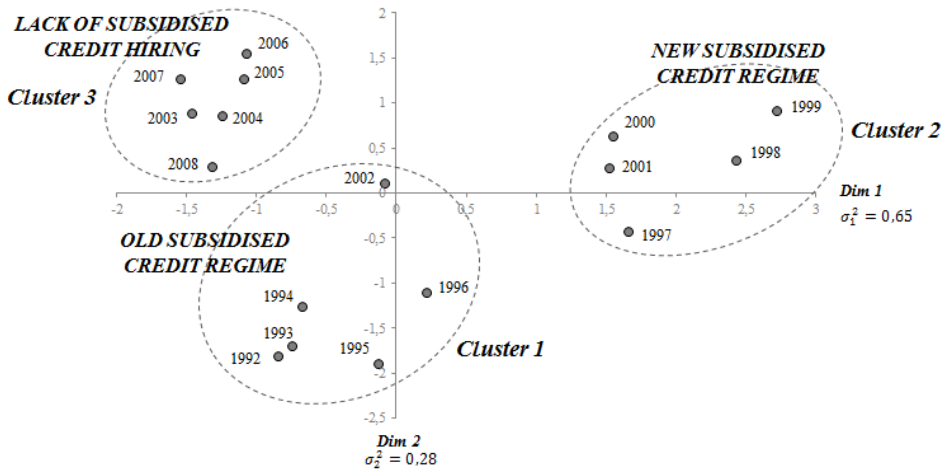 LACK OF SUBSIDISED
CREDIT HIRING
Cluster 3
2006
2007
2005
2003
2004
2008
NEW SUBSIDISED
CREDIT REGIME
Cluster 2
1999
2000
1998
2001
1997
2002
OLD SUBSIDISED
CREDIT REGIME
1994
1996
1993
1992
1995
Cluster 1
2
1,5
1
0,5
0
-0,5
-1
-1,5
-2
-2,5
-2
-1,5
-1
-0,5
0
0,5
1
1,5
2
2,5
3
Dim 1
σ₁² = 0,65
Dim 2
σ₂² = 0,28